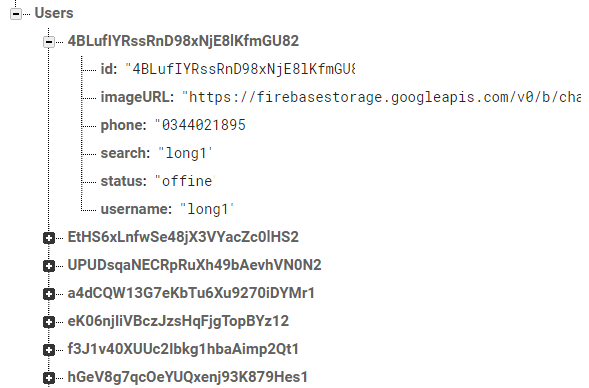 Users
4BLufIYRssRnD98xNjE8lKfmGU82
id: "4BLufIYRssRnD98xNjE8lKfmGU8
imageURL: "https://firebasestorage.googleapis.com/v0/b/cha
phone: "0344021895
search: "long1"
status: "offine
username: "long1"
EtHS6xLnfwSe48jX3VYacZc0lHS2
UPUDsqaNECRpRuXh49bAevhVN0N2
a4dCQW13G7eKbTu6Xu9270iDYMr1
eK06njIiVBczJzsHqFjgTopBYz12
f3J1v40XUUc2Ibkg1hbaAimp2Qt1
hGeV8g7qcOeYUQxenj93K879Hes1